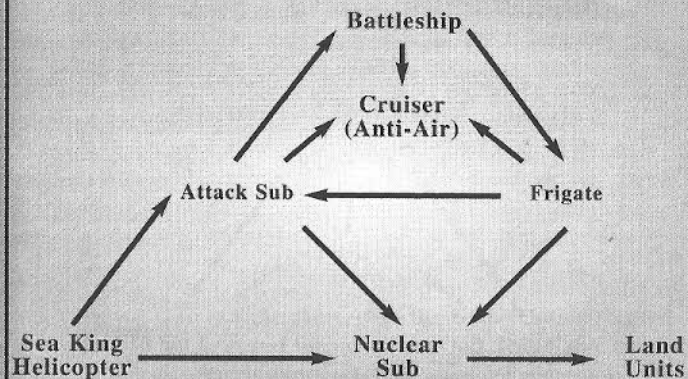 Battleship
Cruiser
(Anti-Air)
Attack Sub
Frigate
Sea King
Helicopter
Nuclear
Sub
Land
Units